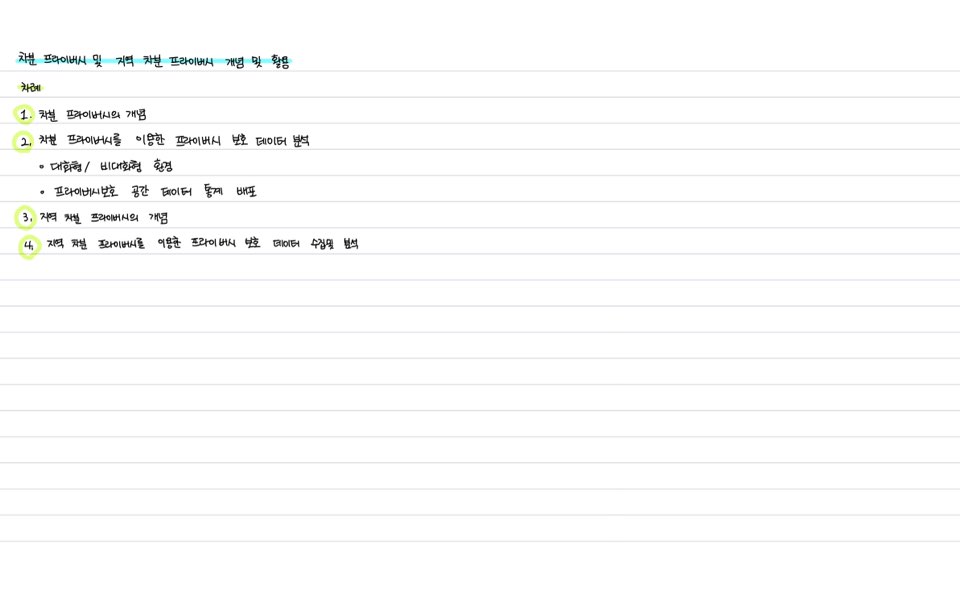 차분 프라이버시 및 지역 차분 프라이버시 개념 및 활용
차례
1. 차분 프라이버시의 개념
2. 차분 프라이버시를 이용한 프라이버시 보호 데이터 분석
• 대화형/ 비대화형 환경
• 프라이버시보호 공간 데이터 통계 배포
3. 지역 차분 프라이버시의 개념
4. 지역 차분 프라이버시를 이용한 프라이버시 보호 데이터 수집및 분석